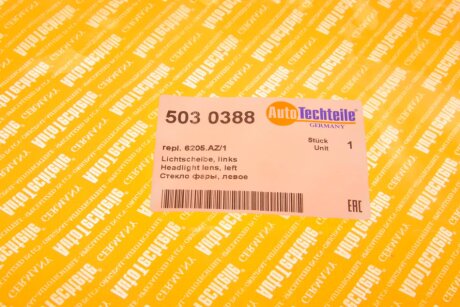 503 0388
AutoTechteile
GERMANY
repl. 6205.AZ/1
Stück
Unit
1
Lichtscheibe, links
Headlight lens, left
Стекло фары, левое
EAC